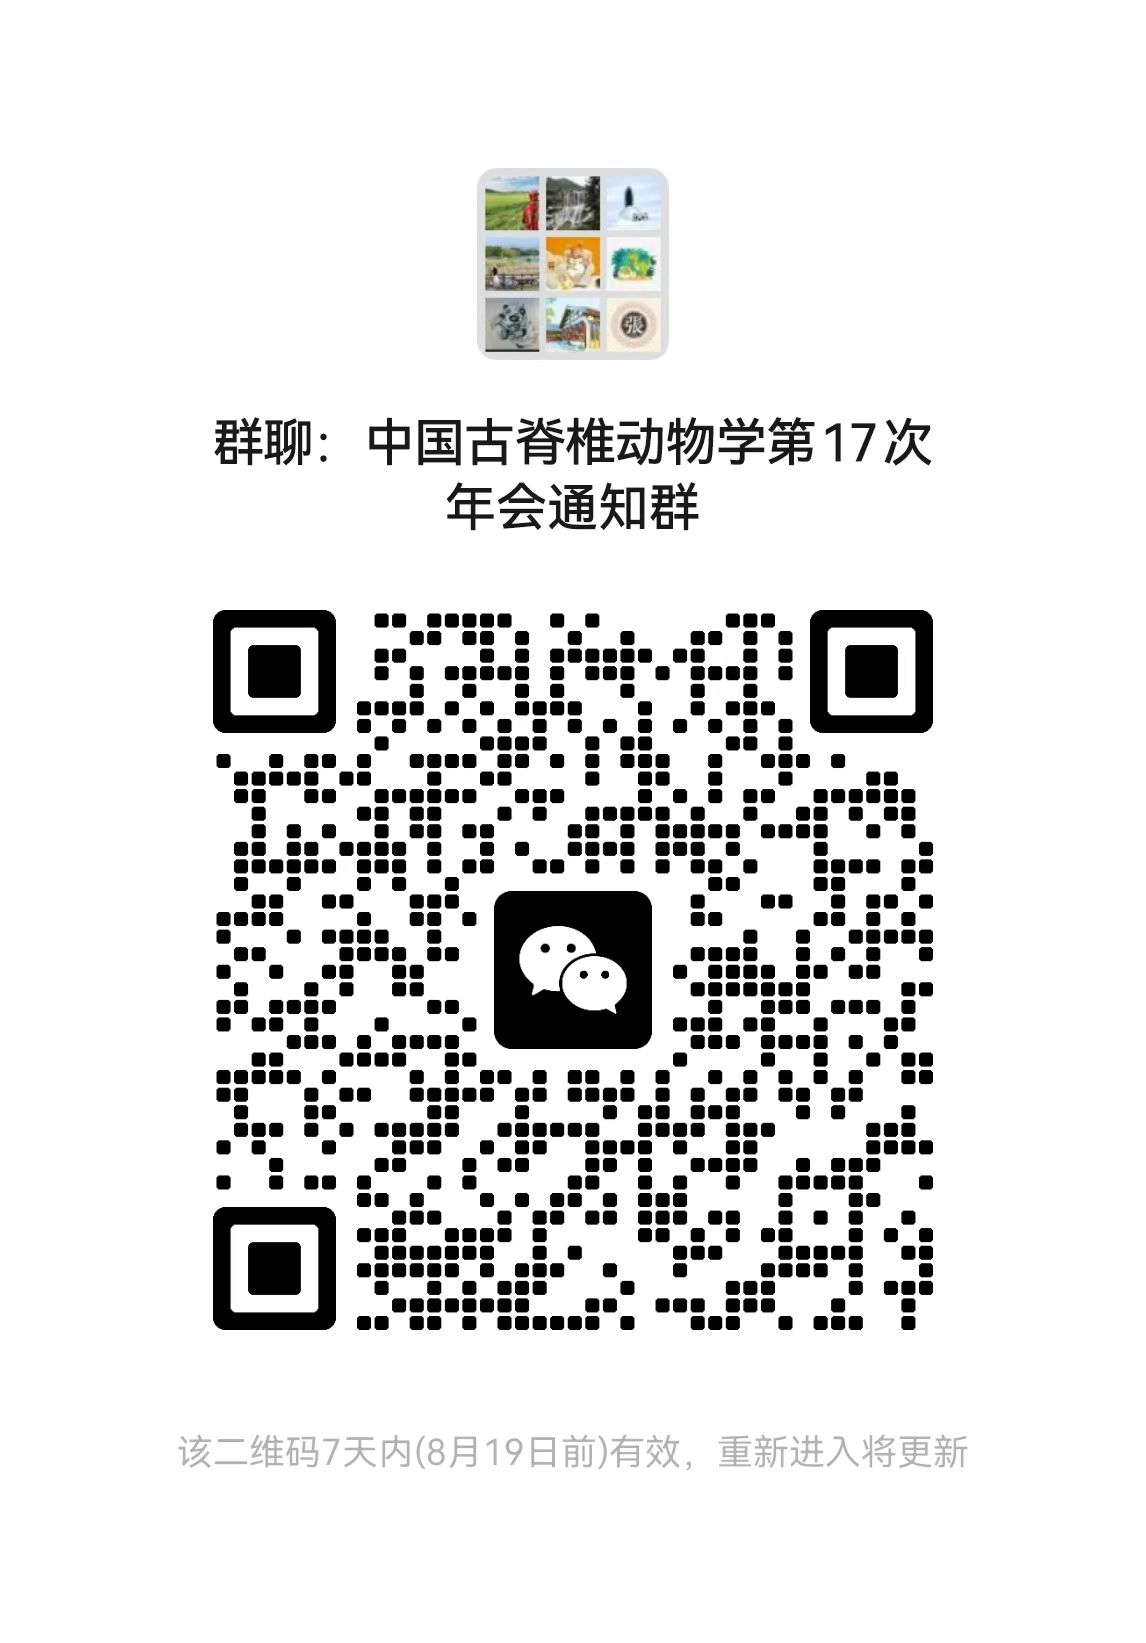 張
群聊：中国古脊椎动物学第17次
年会通知群
该二维码7天内(8月19日前)有效，重新进入将更新